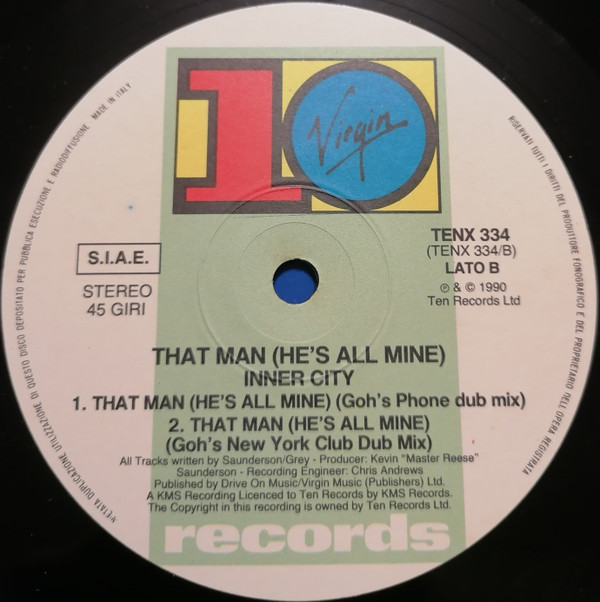 10
Virgin
S.I.A.E.
STEREO
45 GIRI
TENX 334
(TENX 334/B)
LATO B
℗ & © 1990
Ten Records Ltd
THAT MAN (HE'S ALL MINE)
INNER CITY
1. THAT MAN (HE'S ALL MINE) (Goh's Phone dub mix)
2. THAT MAN (HE'S ALL MINE)
(Goh's New York Club Dub Mix)
All Tracks written by Saunderson/Grey - Producer: Kevin "Master Reese"
Saunderson - Recording Engineer: Chris Andrews
Published by Drive On Music/Virgin Music (Publishers) Ltd.
A KMS Recording Licenced to Ten Records by KMS Records.
The Copyright in this recording is owned by Ten Records Ltd.
records
VIETATA DUPLICAZIONE UTILIZZAZIONE DI QUESTO DISCO DEPOSITATO PER PUBBLICA ESECUZIONE E RADIODIFFUSIONE MADE IN ITALY
RISERVATI TUTTI I DIRITTI DEL PRODUTTORE FONOGRAFICO E DEL PROPRIETARIO DELL'OPERA REGISTRATA